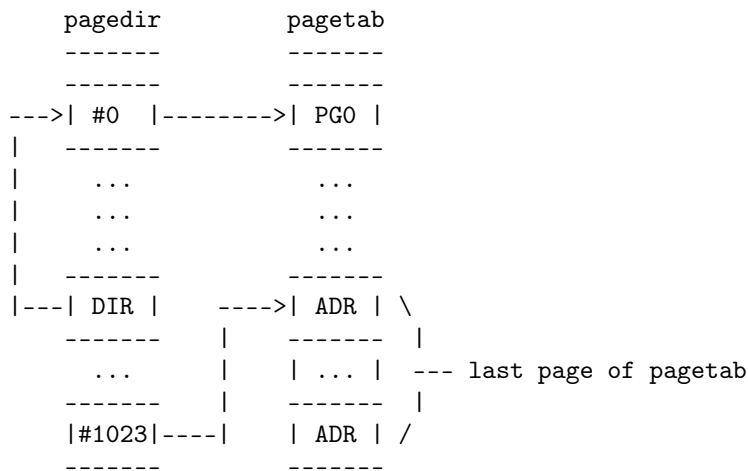 pagedir        pagetab
    -------        -------
    -------        -------
--->| #0  |-------->| PG0 |
|   -------        -------
|     ...            ...
|     ...            ...
|     ...            ...
|   -------        -------
|---| DIR |    ---->| ADR | \
    -------   |    -------  |
      ...     |    | ... |  --- last page of pagetab
    -------   |    -------  |
    |#1023|----|    | ADR | /
    -------        -------